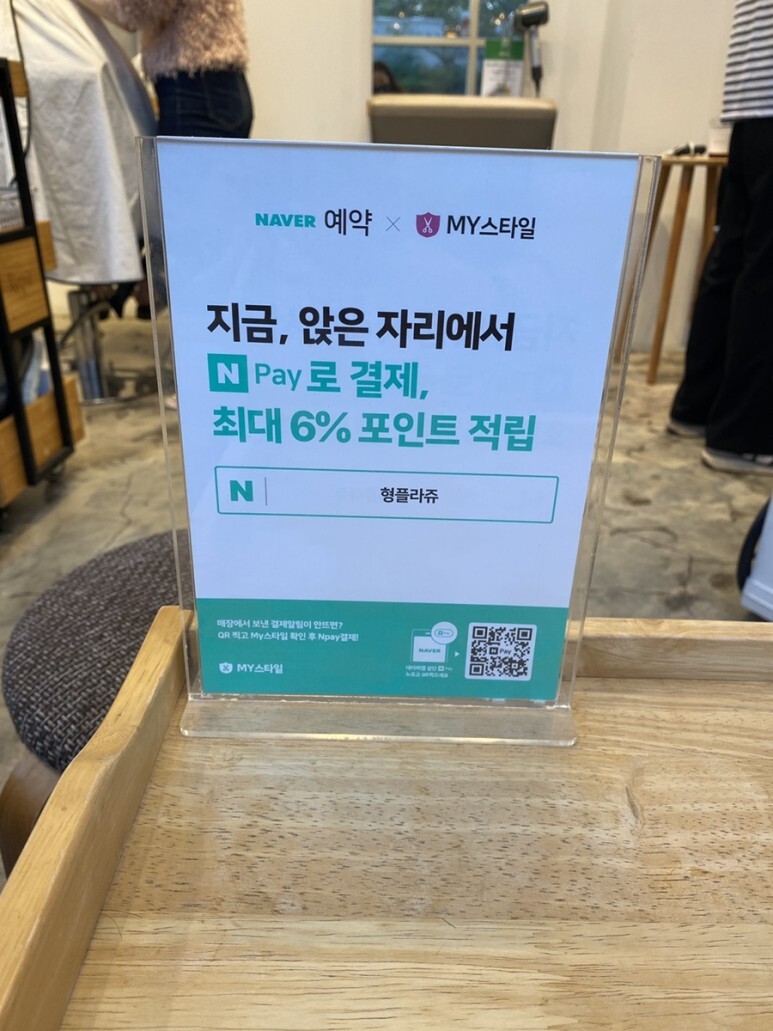 NAVER 예약 × MY스타일
지금, 앉은 자리에서
N Pay로 결제,
최대 6% 포인트 적립
N 형플라쥬
매장에서 보낸 결제알림이 안뜨면?
QR 찍고 My스타일 확인 후 Npay결제!
MY스타일
NAVER
N Pay